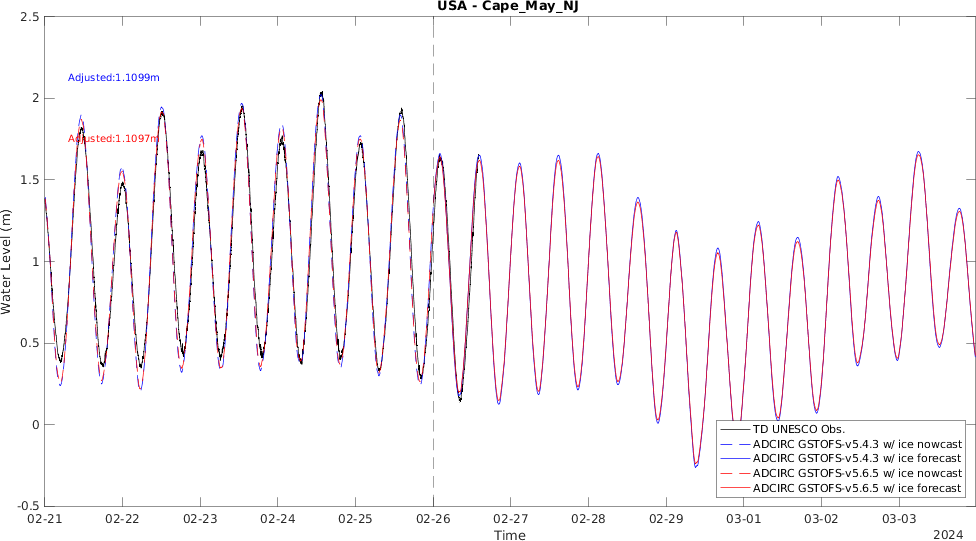 USA - Cape_May_NJ
2.5
2
1.5
1
0.5
0
-0.5
Water Level (m)
Adjusted:1.1099m
Adjusted:1.1097m
TD UNESCO Obs.
ADCIRC GSTOFS-v5.4.3 w/ ice nowcast
ADCIRC GSTOFS-v5.4.3 w/ ice forecast
ADCIRC GSTOFS-v5.6.5 w/ ice nowcast
ADCIRC GSTOFS-v5.6.5 w/ ice forecast
02-21 02-22 02-23 02-24 02-25 02-26 02-27 02-28 02-29 03-01 03-02 03-03
Time
2024